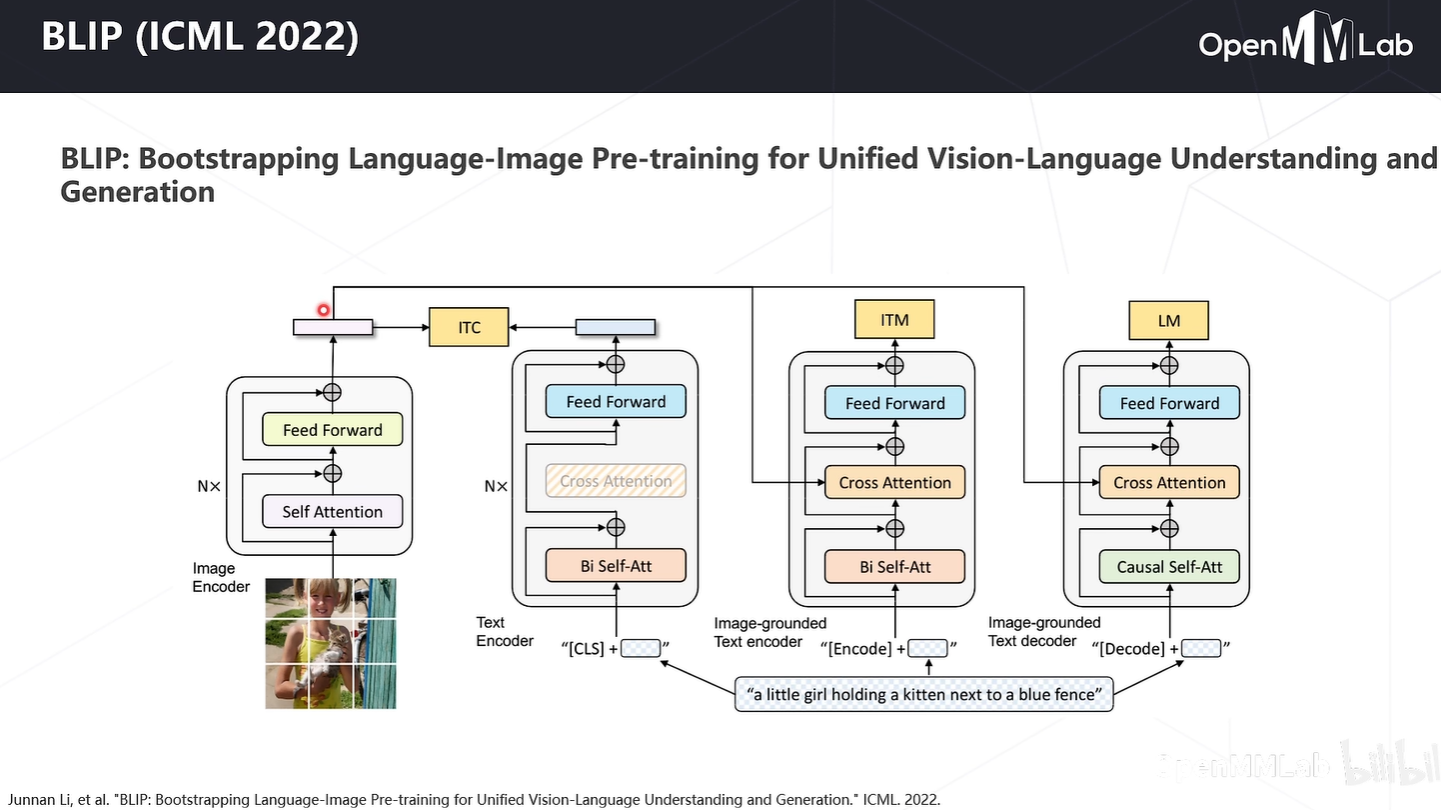 BLIP (ICML 2022)
OpenMMLab
BLIP: Bootstrapping Language-Image Pre-training for Unified Vision-Language Understanding and
Generation
ITC
ITM
LM
Feed Forward
Self Attention
N×
Image
Encoder
Feed Forward
Cross Attention
Bi Self-Att
N×
Text
Encoder
“[CLS] + ”
Feed Forward
Cross Attention
Bi Self-Att
Image-grounded
Text encoder
“[Encode] + ”
Feed Forward
Cross Attention
Causal Self-Att
Image-grounded
Text decoder
“[Decode] + ”
“a little girl holding a kitten next to a blue fence”
OpenMMLab bilibili
Junnan Li, et al. "BLIP: Bootstrapping Language-Image Pre-training for Unified Vision-Language Understanding and Generation." ICML. 2022.